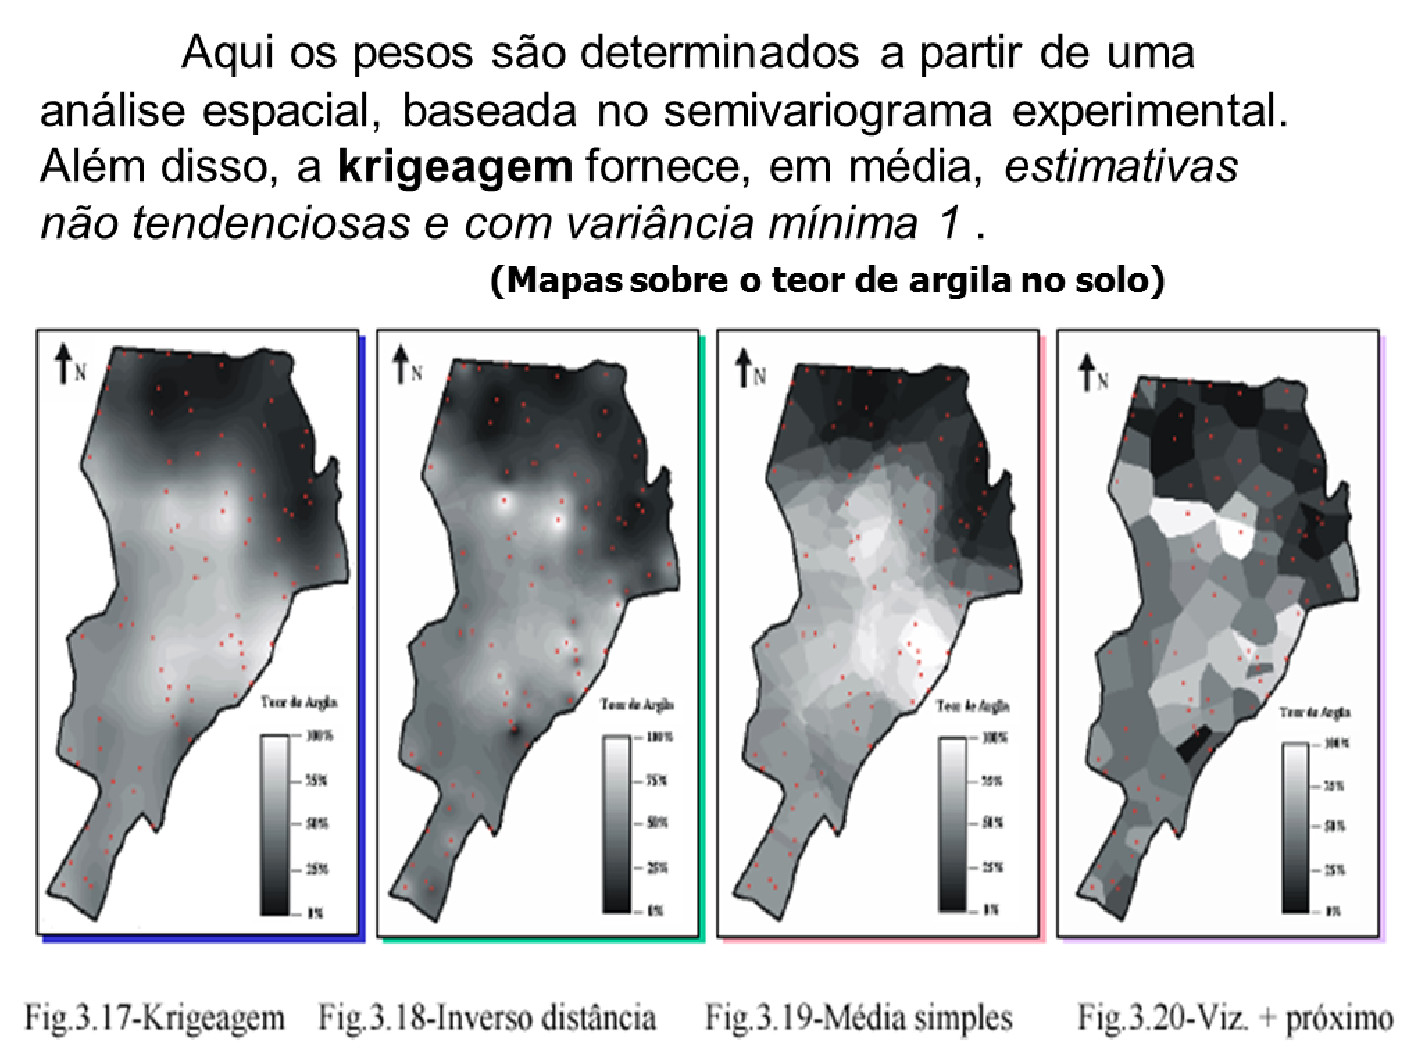 Aqui os pesos são determinados a partir de uma
análise espacial, baseada no semivariograma experimental.
Além disso, a krigeagem fornece, em média, estimativas
não tendenciosas e com variância mínima 1 .
(Mapas sobre o teor de argila no solo)
N
N
N
N
Teor de Argila
100%
50%
25%
0%
Teor de Argila
100%
75%
50%
25%
0%
Teor de Argila
100%
50%
25%
0%
Teor de Argila
100%
50%
25%
0%
Fig.3.17-Krigeagem
Fig.3.18-Inverso distância
Fig.3.19-Média simples
Fig.3.20-Viz. + próximo